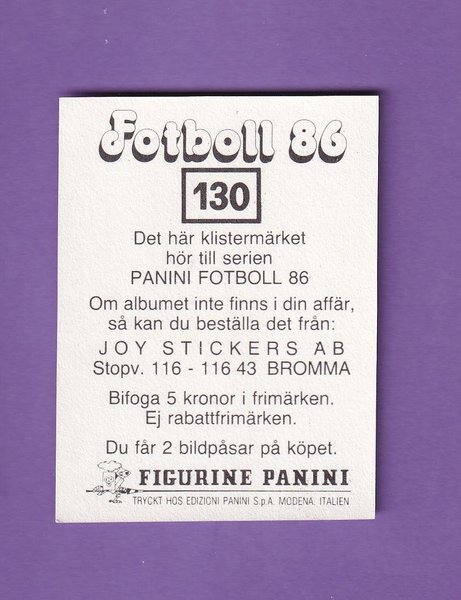 Fotboll 86
130
Det här klistermärket
hör till serien
PANINI FOTBOLL 86
Om albumet inte finns i din affär,
så kan du beställa det från:
JOY STICKERS AB
Stopv. 116 - 116 43 BROMMA
Bifoga 5 kronor i frimärken.
Ej rabattfrimärken.
Du får 2 bildpåsar på köpet.
FIGURINE PANINI
TRYCKT HOS EDIZIONI PANINI S.p.A. MODENA. ITALIEN